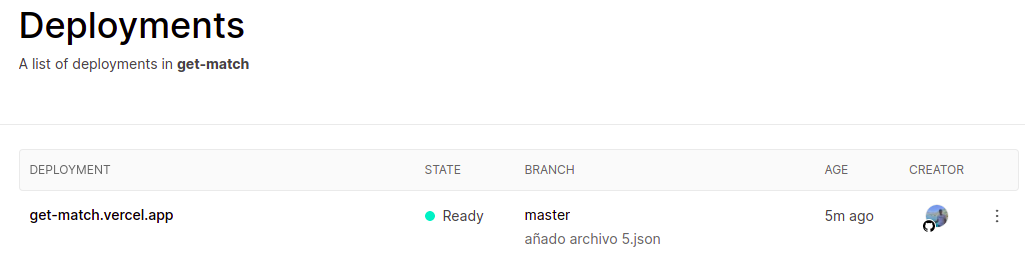 Deployments
A list of deployments in get-match
DEPLOYMENT STATE BRANCH AGE CREATOR
get-match.vercel.app Ready master 5m ago
añado archivo 5.json